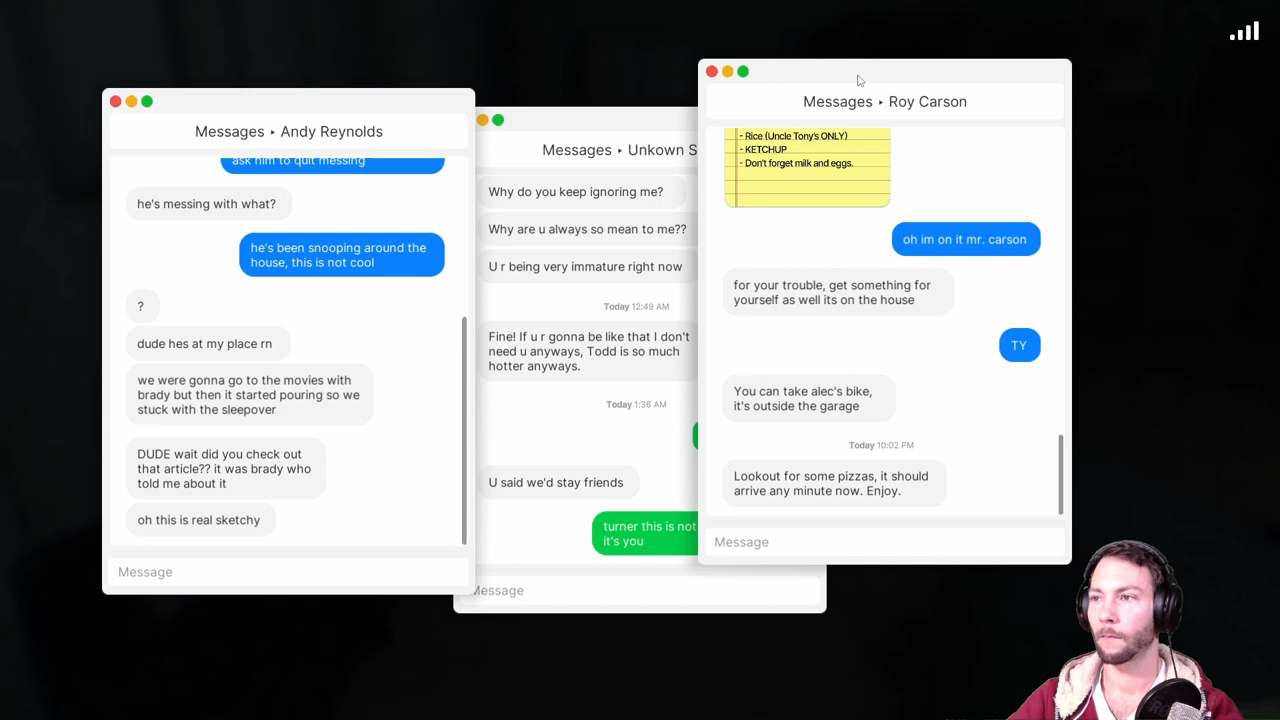 Messages ▸ Andy Reynolds
ask him to quit messing
he's messing with what?
he's been snooping around the
house, this is not cool
?
dude hes at my place rn
we were gonna go to the movies with
brady but then it started pouring so we
stuck with the sleepover
DUDE wait did you check out
that article?? it was brady who
told me about it
oh this is real sketchy
Message
Messages ▸ Unkown S
Why do you keep ignoring me?
Why are u always so mean to me??
U r being very immature right now
Today 12:49 AM
Fine! If u r gonna be like that I don't
need u anyways, Todd is so much
hotter anyways.
Today 1:36 AM
U said we'd stay friends
turner this is not
it's you
Message
Messages ▸ Roy Carson
- Rice (Uncle Tony's ONLY)
- KETCHUP
- Don't forget milk and eggs.
oh im on it mr. carson
for your trouble, get something for
yourself as well its on the house
TY
You can take alec's bike,
it's outside the garage
Today 10:02 PM
Lookout for some pizzas, it should
arrive any minute now. Enjoy.
Message